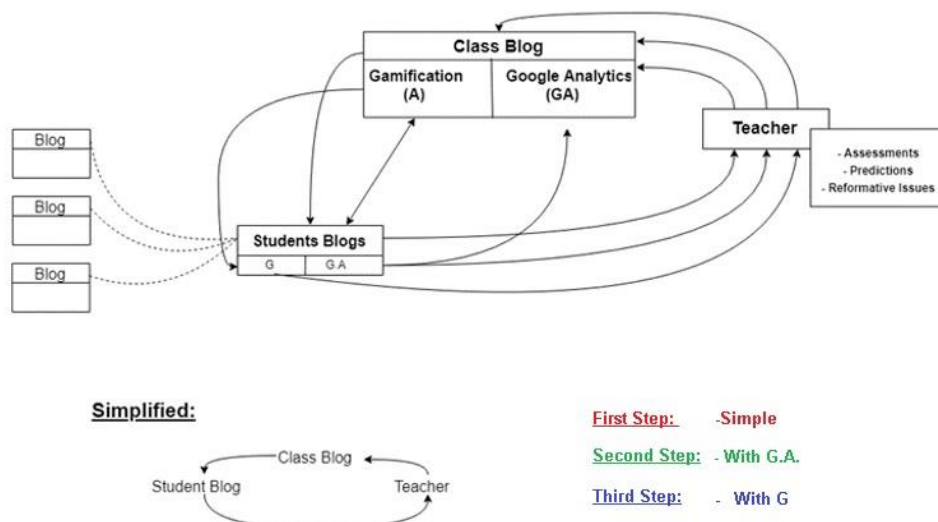 Class Blog
Gamification
(A)
Google Analytics
(GA)
Teacher
- Assessments
- Predictions
- Reformative Issues
Blog
Blog
Blog
Students Blogs
G
G.A
Simplified:
Class Blog
Student Blog
Teacher
First Step: -Simple
Second Step: - With G.A.
Third Step: - With G